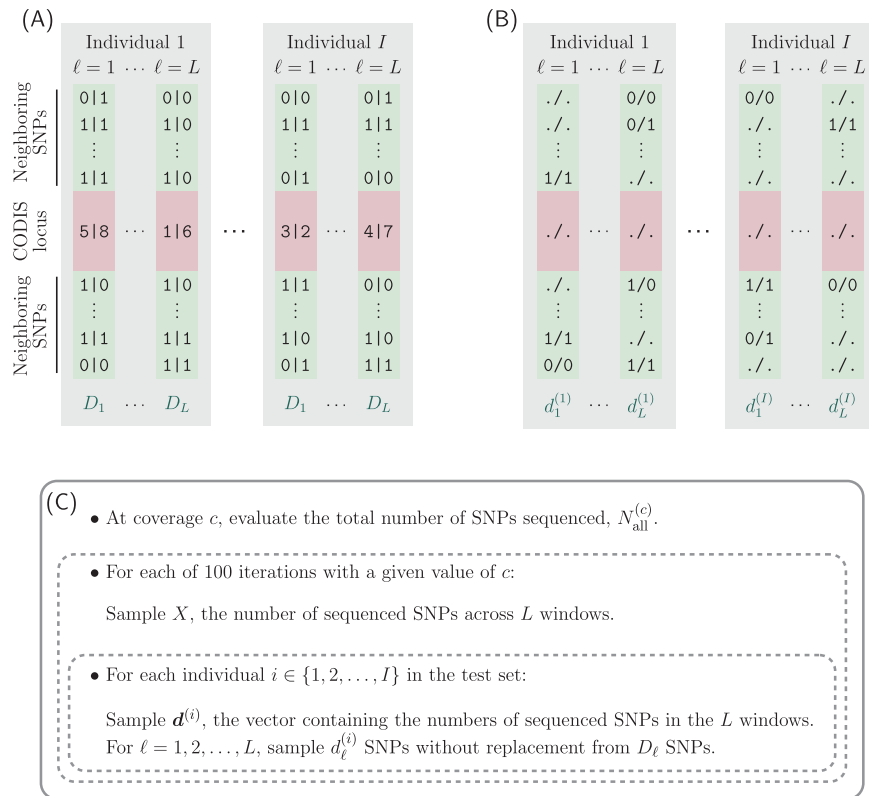 (A)
Individual 1 Individual I
ℓ = 1 ⋯ ℓ = L ℓ = 1 ⋯ ℓ = L
Neighboring SNPs
0|1 0|0 0|0 0|1
1|1 1|0 1|1 1|1
⋮ ⋮ ⋮ ⋮
1|1 1|0 0|1 0|0
CODIS locus
5|8 ⋯ 1|6 ⋯ 3|2 ⋯ 4|7
Neighboring SNPs
1|0 1|0 1|1 0|0
⋮ ⋮ ⋮ ⋮
1|1 1|1 1|0 1|0
0|0 1|1 0|1 1|1
D₁ ⋯ D_L D₁ ⋯ D_L
(B)
Individual 1 Individual I
ℓ = 1 ⋯ ℓ = L ℓ = 1 ⋯ ℓ = L
./. 0/0 0/0 ./.
./. 0/1 ./. 1/1
⋮ ⋮ ⋮ ⋮
1/1 ./. ./. ./.
./. ⋯ ./. ⋯ ./. ⋯ ./.
./. 1/0 1/1 0/0
⋮ ⋮ ⋮ ⋮
1/1 ./. 0/1 ./.
0/0 1/1 ./. ./.
d₁^(1) ⋯ d_L^(1) d₁^(I) ⋯ d_L^(I)
(C)
• At coverage c, evaluate the total number of SNPs sequenced, N_all^(c).
• For each of 100 iterations with a given value of c:
Sample X, the number of sequenced SNPs across L windows.
• For each individual i ∈ {1, 2, . . . , I} in the test set:
Sample d^(i), the vector containing the numbers of sequenced SNPs in the L windows.
For ℓ = 1, 2, . . . , L, sample d_ℓ^(i) SNPs without replacement from D_ℓ SNPs.